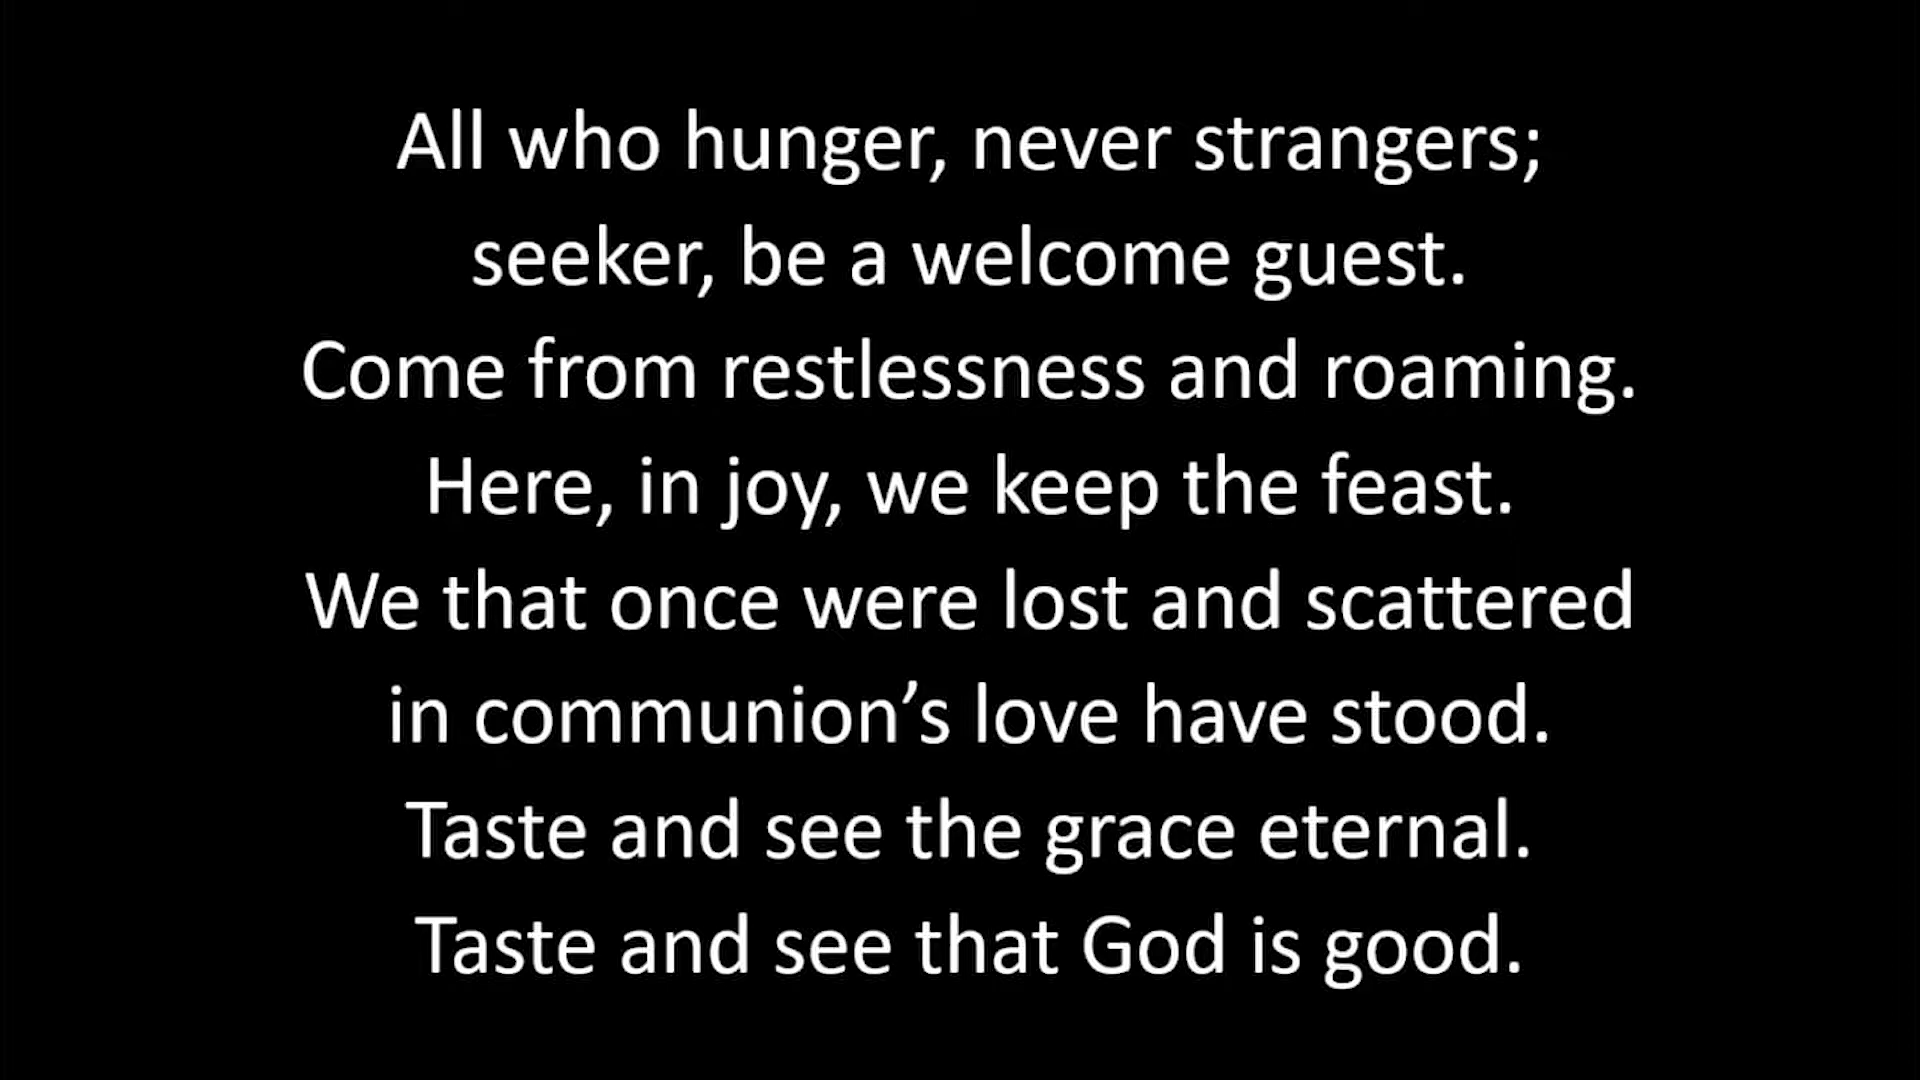 All who hunger, never strangers;
seeker, be a welcome guest.
Come from restlessness and roaming.
Here, in joy, we keep the feast.
We that once were lost and scattered
in communion’s love have stood.
Taste and see the grace eternal.
Taste and see that God is good.